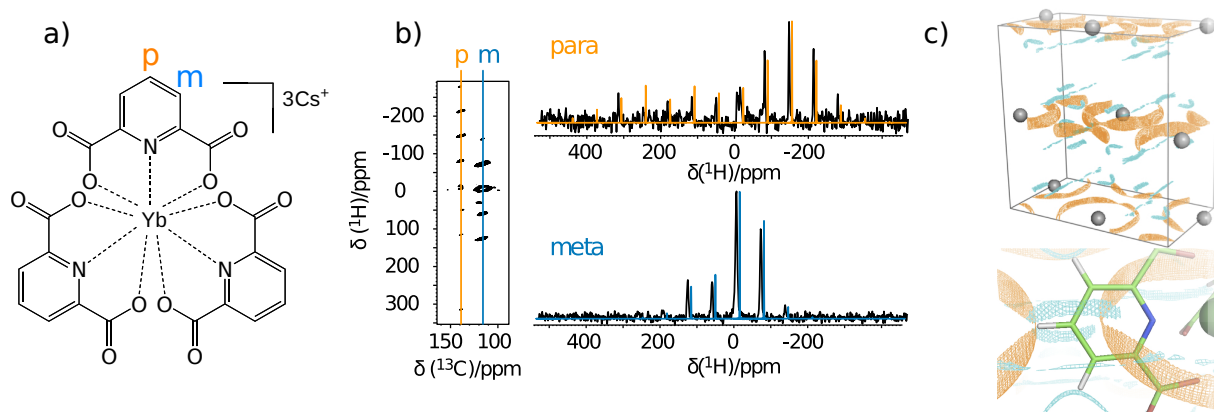 a)
p
m
3Cs⁺
O
O
N
O
O
O
O
Yb
O
O
N
N
O
O
O
O
b)
p
m
-200
-100
0
100
200
300
150
100
δ (¹H)/ppm
δ (¹³C)/ppm
para
400
200
0
-200
δ(¹H)/ppm
meta
400
200
0
-200
δ(¹H)/ppm
c)